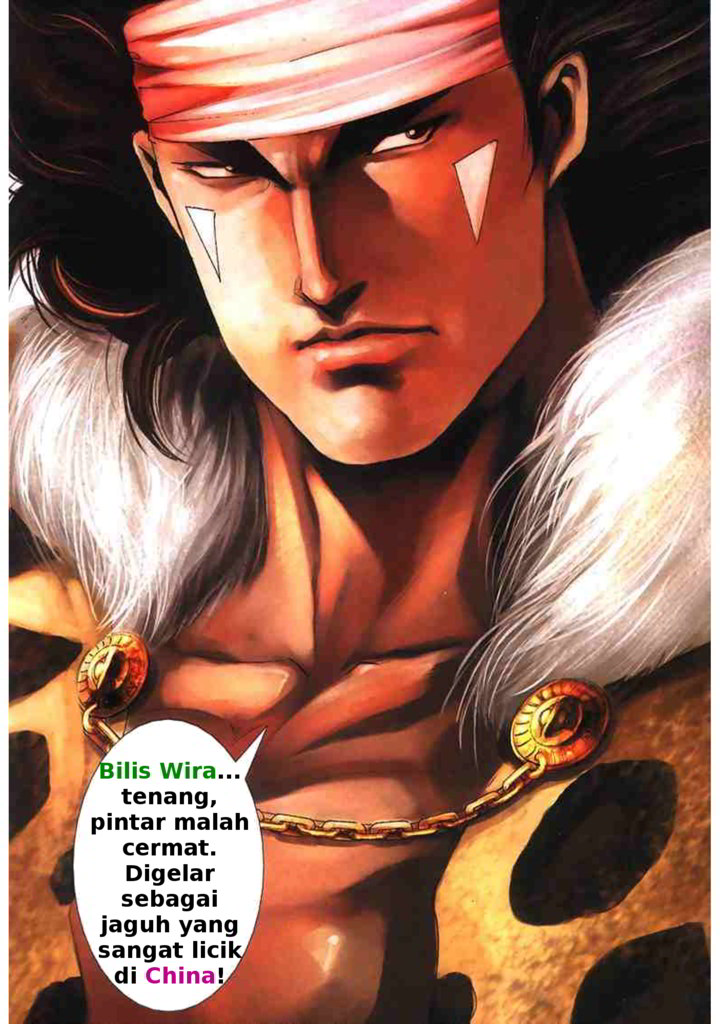 Bilis Wira...
tenang,
pintar malah
cermat.
Digelar
sebagai
jaguh yang
sangat licik
di China!